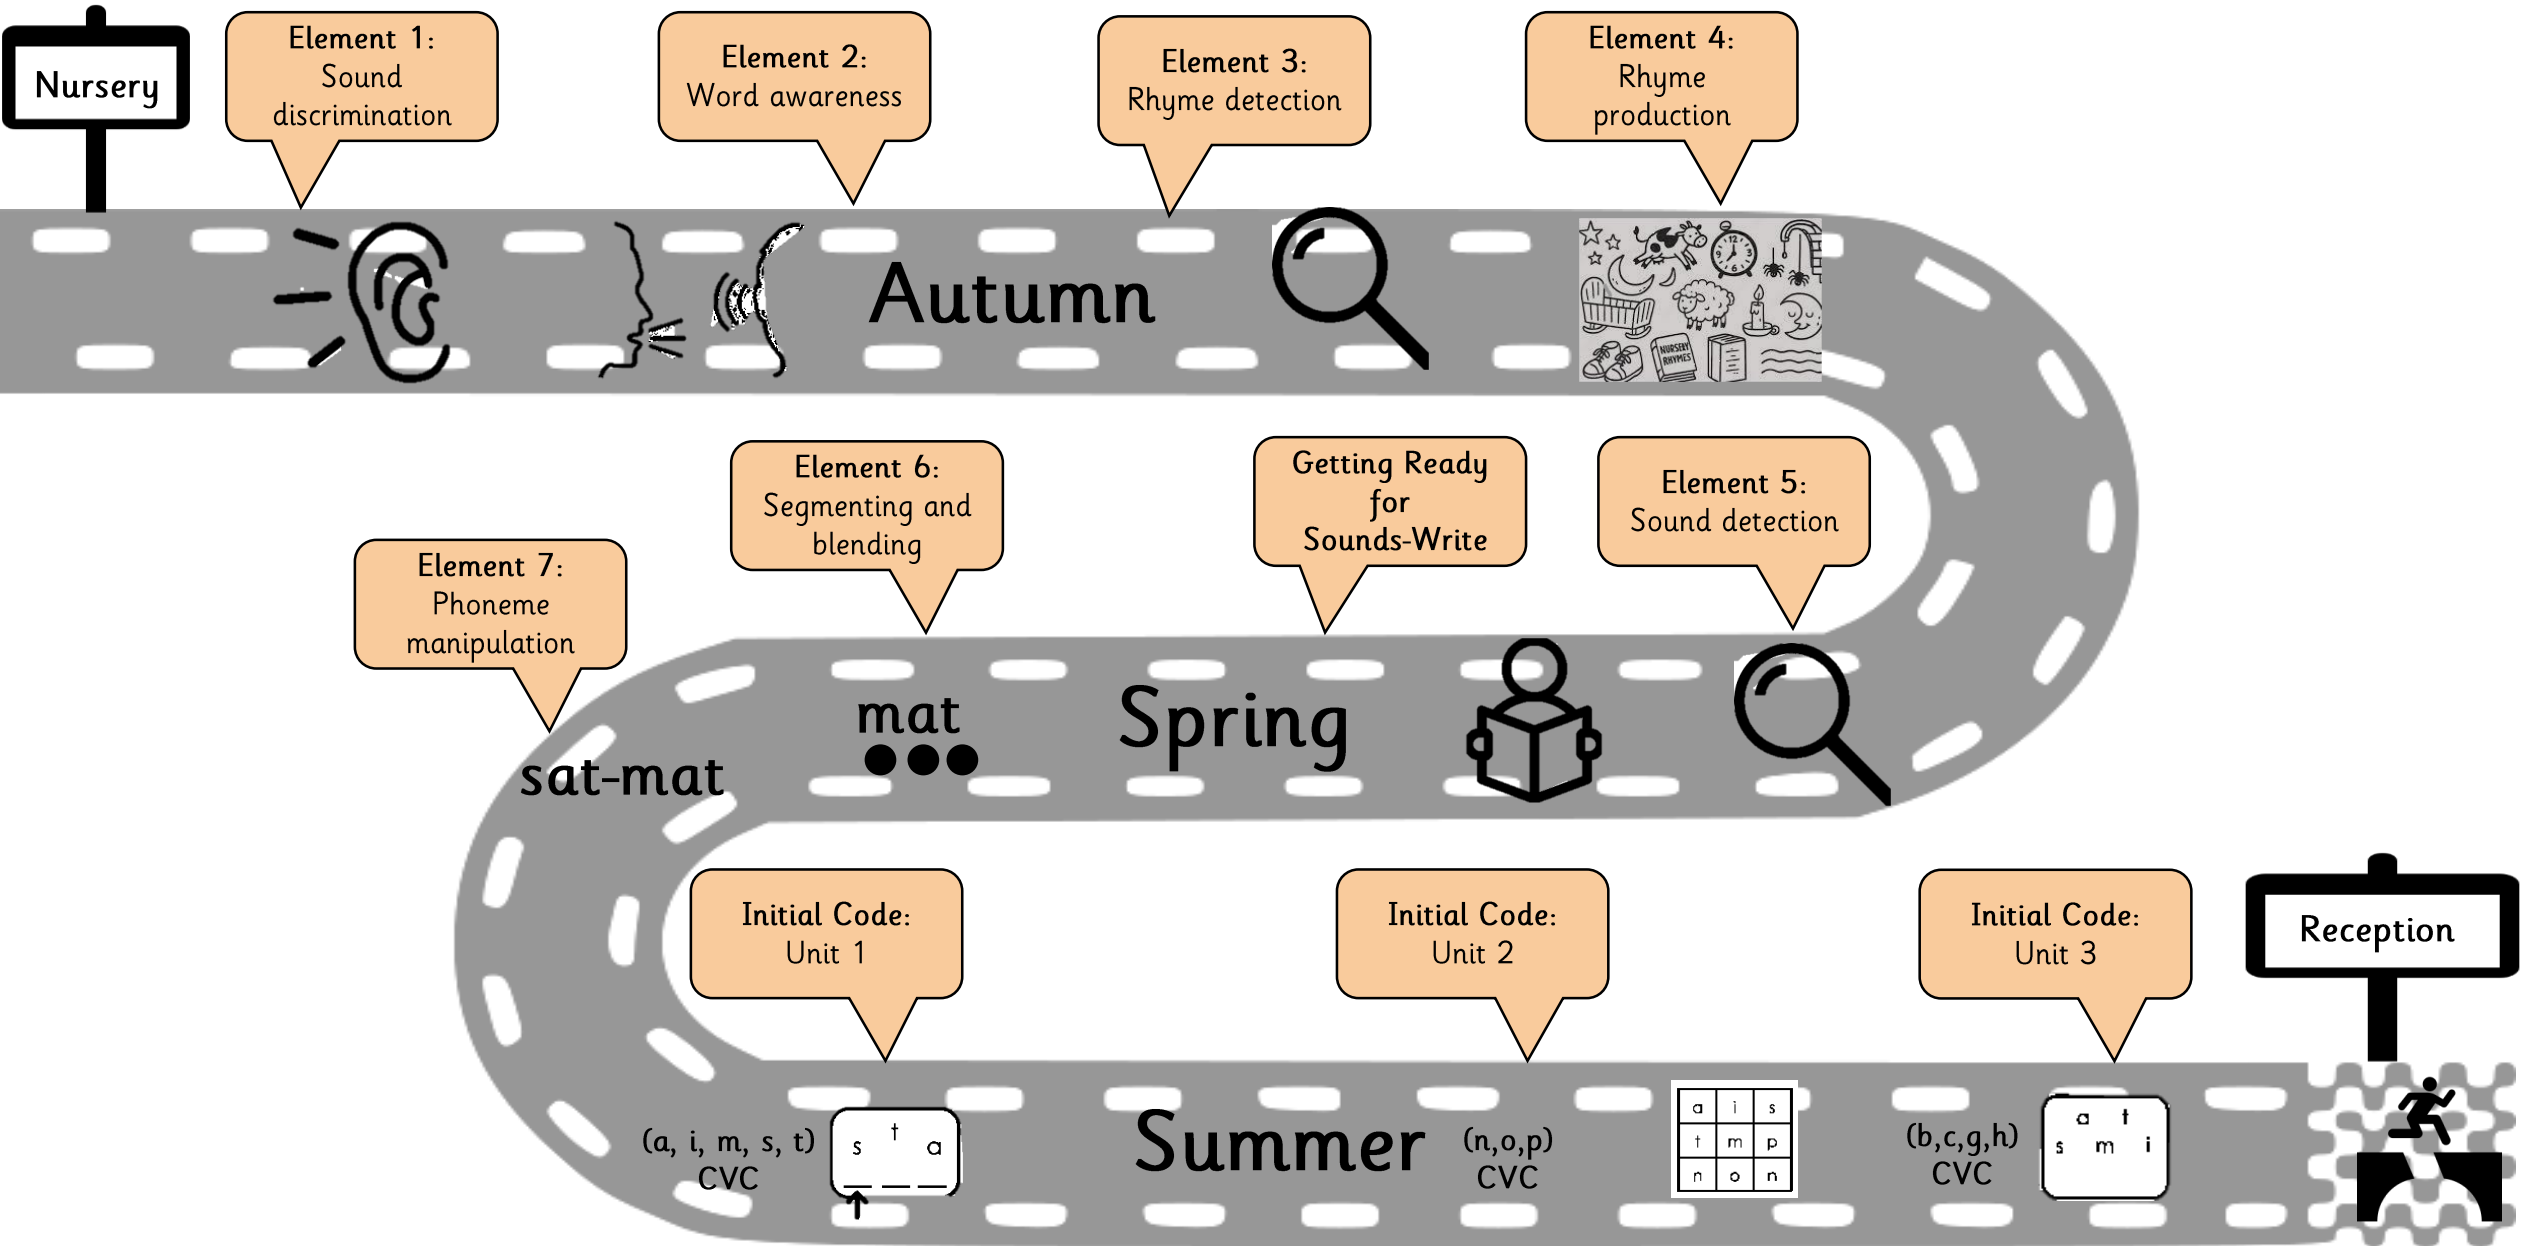 Nursery
Element 1:
Sound
discrimination
Element 2:
Word awareness
Element 3:
Rhyme detection
Element 4:
Rhyme
production
Autumn
12
NURSERY
RHYMES
Element 5:
Sound detection
Getting Ready
for
Sounds-Write
Element 6:
Segmenting and
blending
Element 7:
Phoneme
manipulation
Spring
mat
sat-mat
Initial Code:
Unit 1
Initial Code:
Unit 2
Initial Code:
Unit 3
Reception
(a, i, m, s, t)
CVC
s t a
Summer
(n,o,p)
CVC
a i s
t m p
n o n
(b,c,g,h)
CVC
a t
s m i